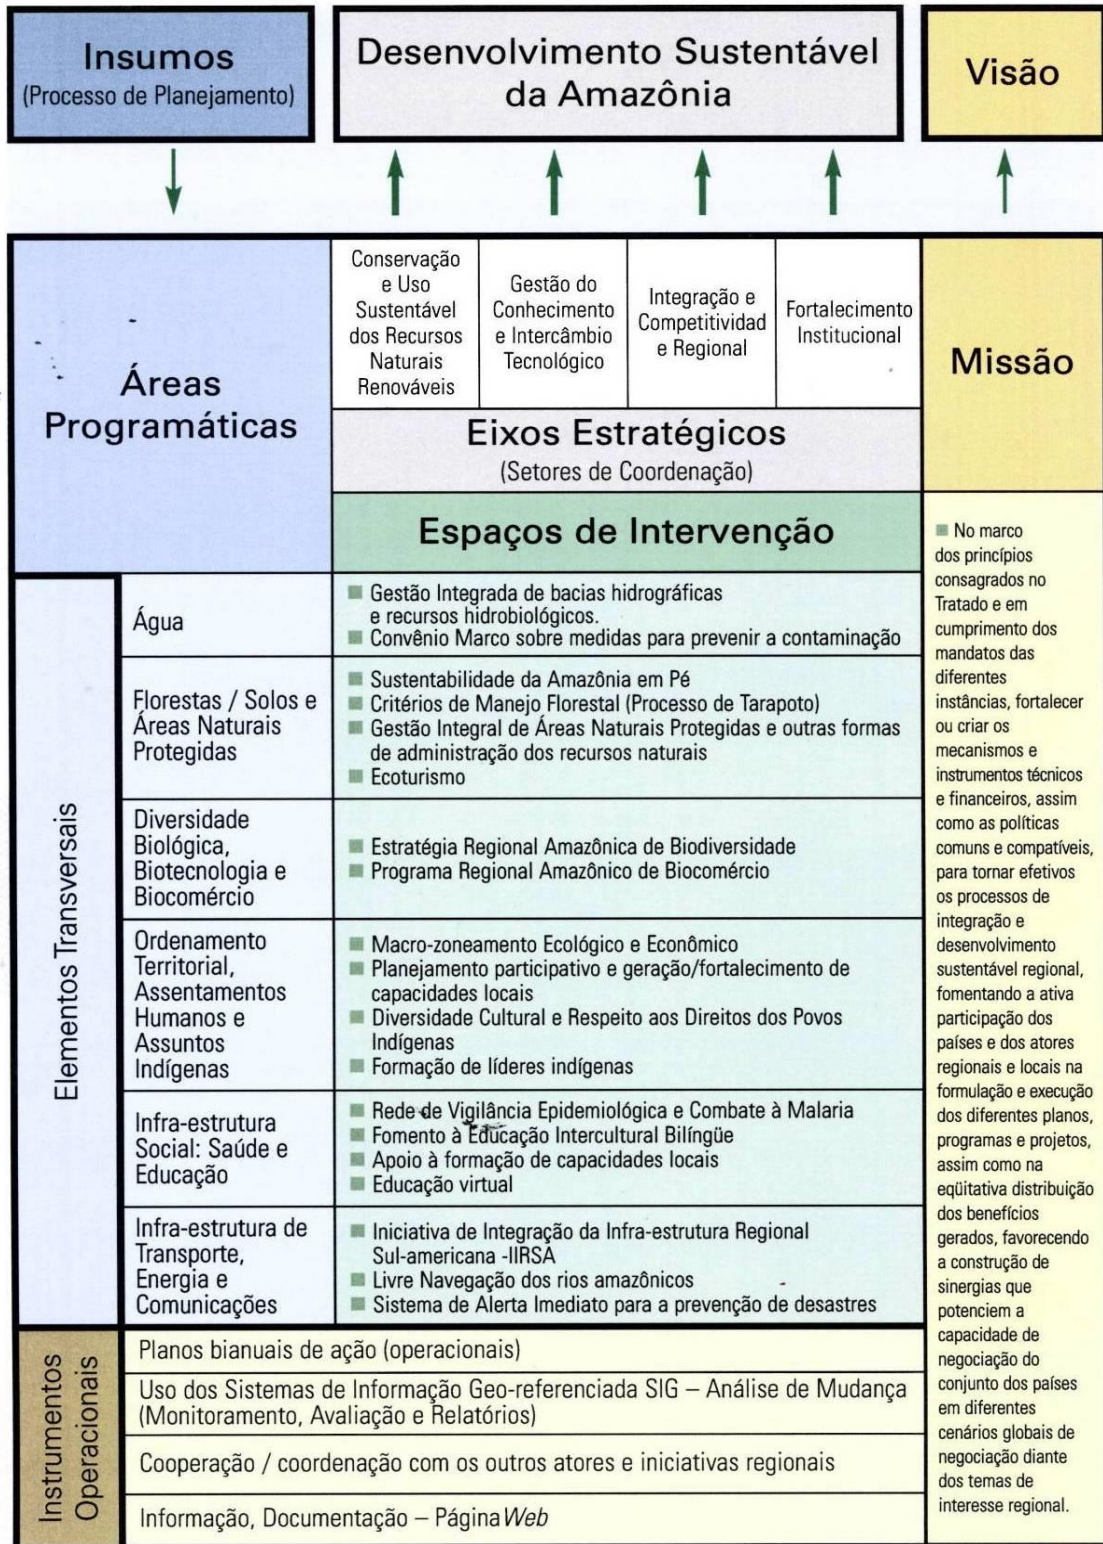 Insumos
(Processo de Planejamento)
Desenvolvimento Sustentável
da Amazônia
Visão
Áreas
Programáticas
Conservação
e Uso
Sustentável
dos Recursos
Naturais
Renováveis
Gestão do
Conhecimento
e Intercâmbio
Tecnológico
Integração e
Competitividad
e Regional
Fortalecimento
Institucional
Missão
Eixos Estratégicos
(Setores de Coordenação)
Espaços de Intervenção
Elementos Transversais
Água
Gestão Integrada de bacias hidrográficas
e recursos hidrobiológicos.
Convênio Marco sobre medidas para prevenir a contaminação
Florestas / Solos e
Áreas Naturais
Protegidas
Sustentabilidade da Amazônia em Pé
Critérios de Manejo Florestal (Processo de Tarapoto)
Gestão Integral de Áreas Naturais Protegidas e outras formas
de administração dos recursos naturais
Ecoturismo
Diversidade
Biológica,
Biotecnologia e
Biocomércio
Estratégia Regional Amazônica de Biodiversidade
Programa Regional Amazônico de Biocomércio
Ordenamento
Territorial,
Assentamentos
Humanos e
Assuntos
Indígenas
Macro-zoneamento Ecológico e Econômico
Planejamento participativo e geração/fortalecimento de
capacidades locais
Diversidade Cultural e Respeito aos Direitos dos Povos
Indígenas
Formação de líderes indígenas
Infra-estrutura
Social: Saúde e
Educação
Rede de Vigilância Epidemiológica e Combate à Malaria
Fomento à Educação Intercultural Bilíngüe
Apoio à formação de capacidades locais
Educação virtual
Infra-estrutura de
Transporte,
Energia e
Comunicações
Iniciativa de Integração da Infra-estrutura Regional
Sul-americana -IIRSA
Livre Navegação dos rios amazônicos
Sistema de Alerta Imediato para a prevenção de desastres
Instrumentos
Operacionais
Planos bianuais de ação (operacionais)
Uso dos Sistemas de Informação Geo-referenciada SIG – Análise de Mudança
(Monitoramento, Avaliação e Relatórios)
Cooperação / coordenação com os outros atores e iniciativas regionais
Informação, Documentação – Página Web
No marco
dos princípios
consagrados no
Tratado e em
cumprimento dos
mandatos das
diferentes
instâncias, fortalecer
ou criar os
mecanismos e
instrumentos técnicos
e financeiros, assim
como as políticas
comuns e compatíveis,
para tornar efetivos
os processos de
integração e
desenvolvimento
sustentável regional,
fomentando a ativa
participação dos
países e dos atores
regionais e locais na
formulação e execução
dos diferentes planos,
programas e projetos,
assim como na
eqüitativa distribuição
dos benefícios
gerados, favorecendo
a construção de
sinergias que
potenciem a
capacidade de
negociação do
conjunto dos países
em diferentes
cenários globais de
negociação diante
dos temas de
interesse regional.